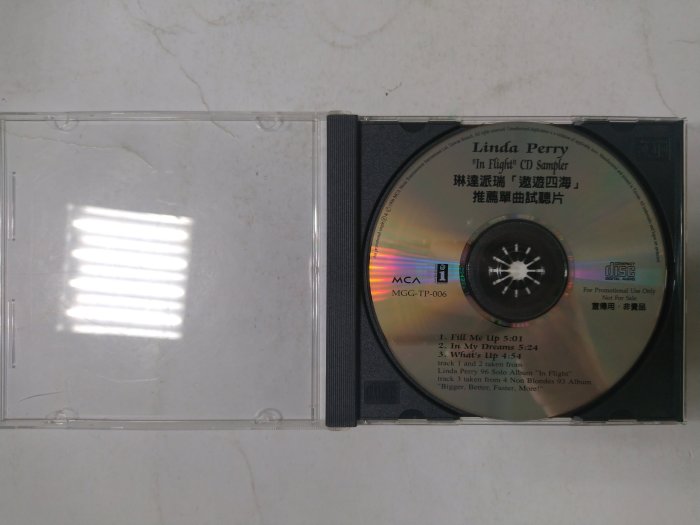 Linda Perry
"In Flight" CD Sampler
琳達派瑞「遨遊四海」
推薦單曲試聽片
MCA
MGG-TP-006
COMPACT
disc
DIGITAL AUDIO
For Promotional Use Only
Not For Sale
宣傳用・非賣品
1. Fill Me Up 5:01
2. In My Dreams 5:24
3. What's Up 4:54
track 1 and 2 taken from
Linda Perry 96 Solo Album "In Flight"
track 3 taken from 4 Non Blondes 93 Album
"Bigger, Better, Faster, More!"